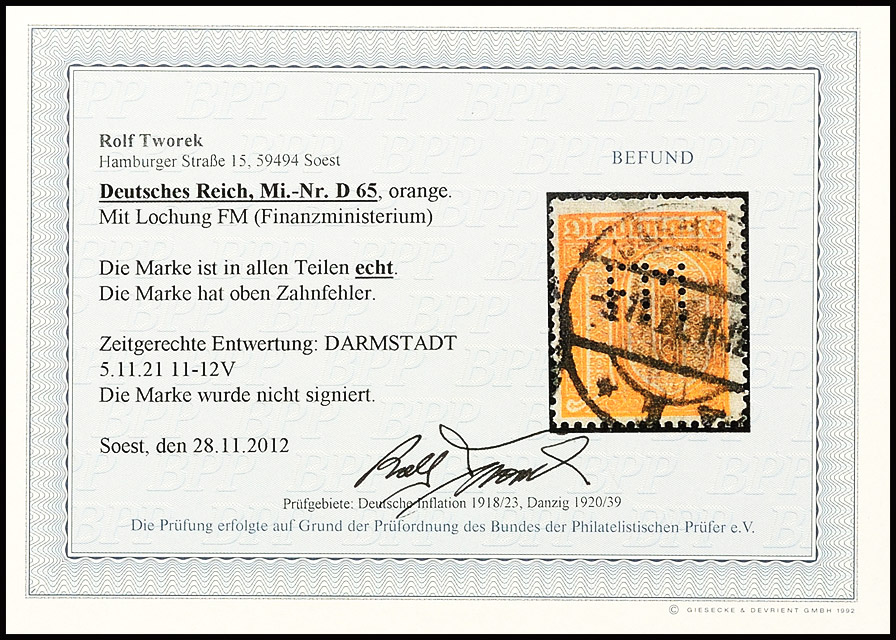 Rolf Tworek
Hamburger Straße 15, 59494 Soest
BEFUND
Deutsches Reich, Mi.-Nr. D 65, orange.
Mit Lochung FM (Finanzministerium)
Die Marke ist in allen Teilen echt.
Die Marke hat oben Zahnfehler.
Zeitgerechte Entwertung: DARMSTADT
5.11.21 11-12V
Die Marke wurde nicht signiert.
Soest, den 28.11.2012
Rolf Tworek
Prüfgebiete: Deutsche Inflation 1918/23, Danzig 1920/39
Die Prüfung erfolgte auf Grund der Prüfordnung des Bundes der Philatelistischen Prüfer e.V.
© GIESECKE & DEVRIENT GMBH 1992